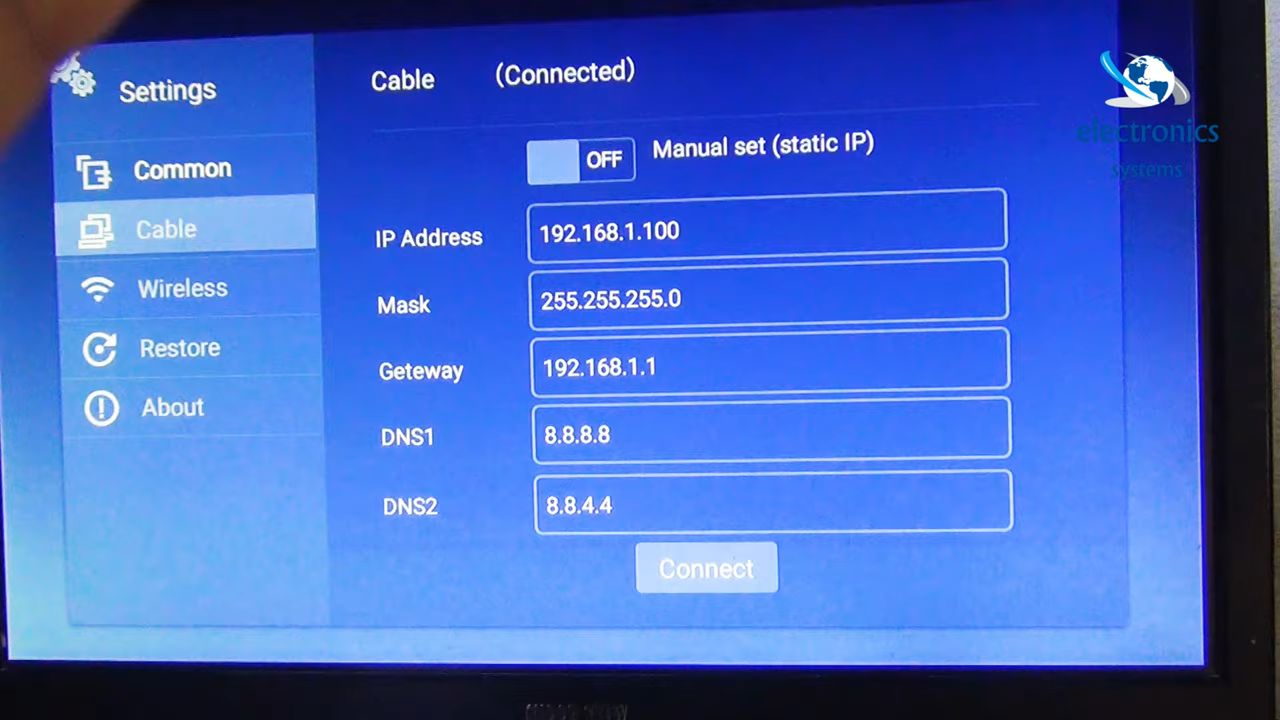 Settings
Common
Cable
Wireless
Restore
About
Cable (Connected)
OFF Manual set (static IP)
IP Address 192.168.1.100
Mask 255.255.255.0
Geteway 192.168.1.1
DNS1 8.8.8.8
DNS2 8.8.4.4
Connect
electronics
systems